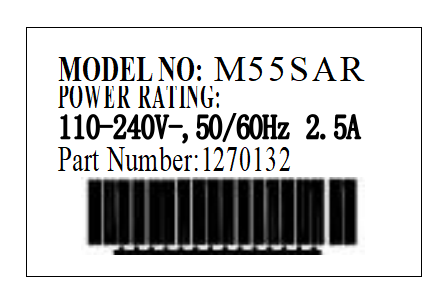 MODEL NO: M55SAR
POWER RATING:
110-240V-, 50/60Hz 2.5A
Part Number:1270132